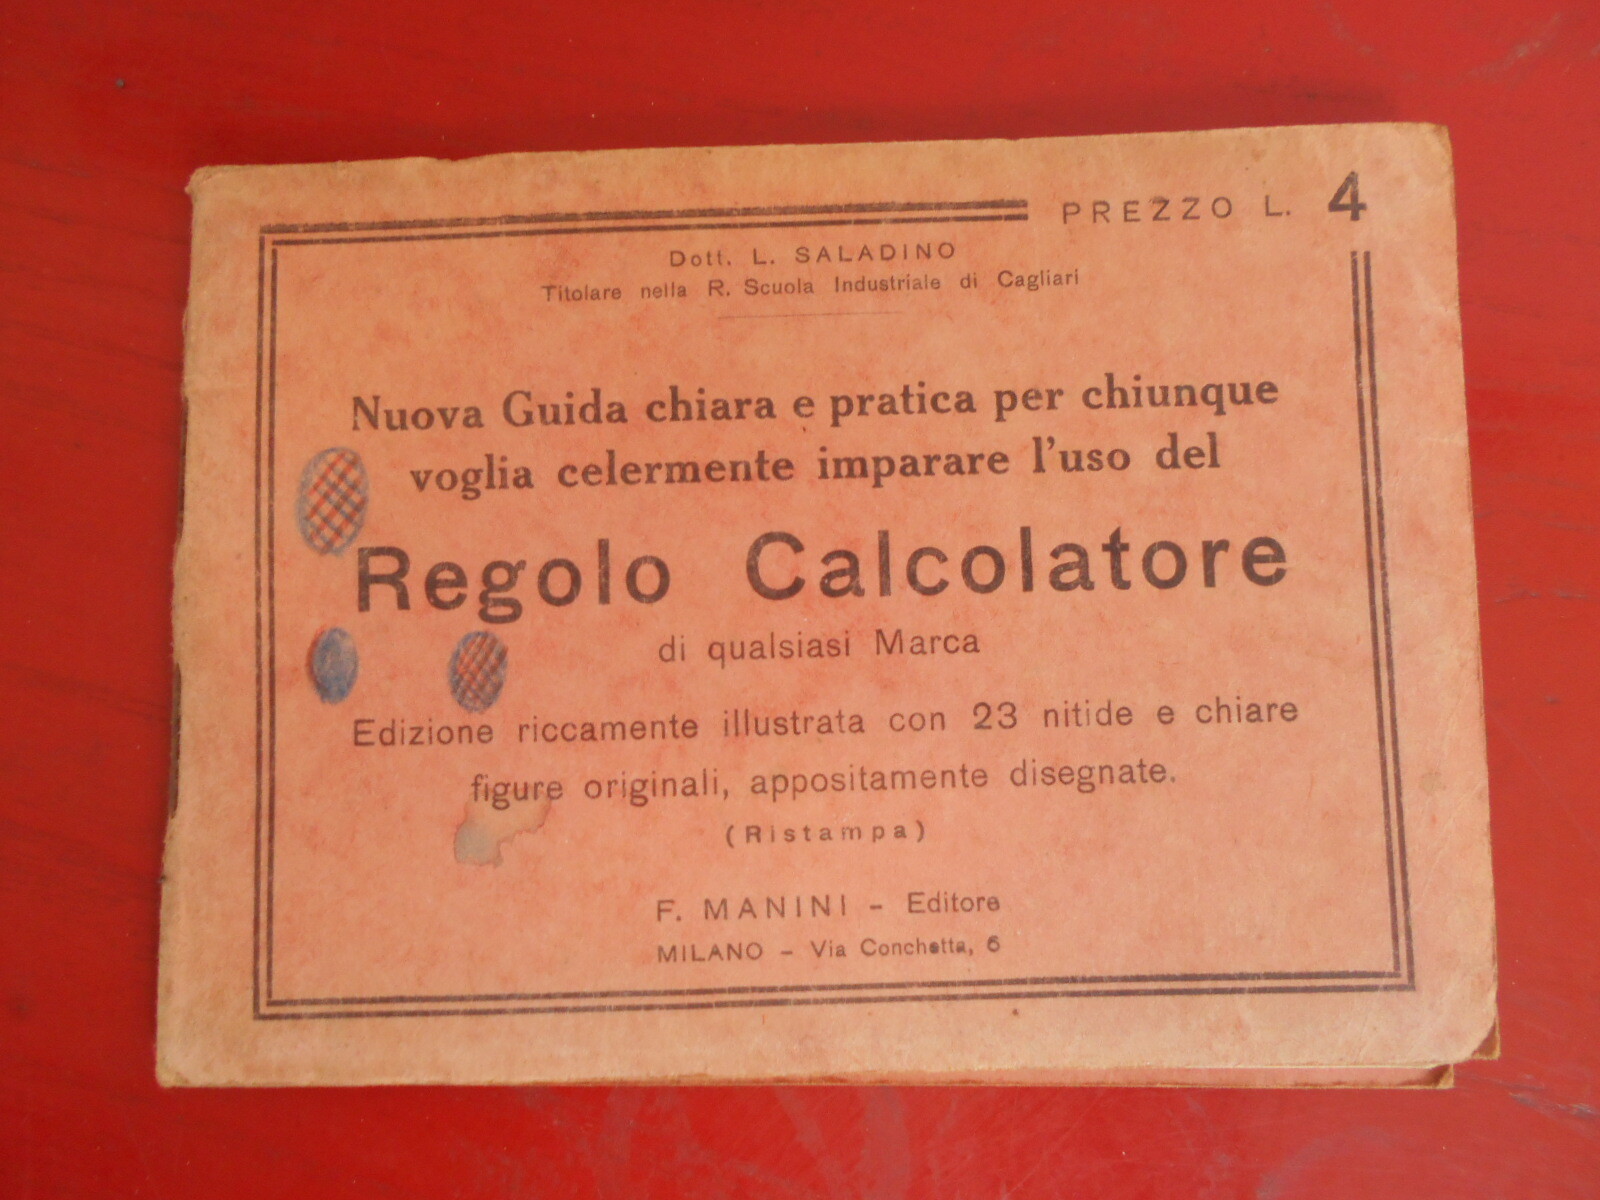 PREZZO L. 4
Dott. L. SALADINO
Titolare nella R. Scuola Industriale di Cagliari
Nuova Guida chiara e pratica per chiunque
voglia celermente imparare l'uso del
Regolo Calcolatore
di qualsiasi Marca
Edizione riccamente illustrata con 23 nitide e chiare
figure originali, appositamente disegnate.
(Ristampa)
F. MANINI - Editore
MILANO - Via Conchetta, 6